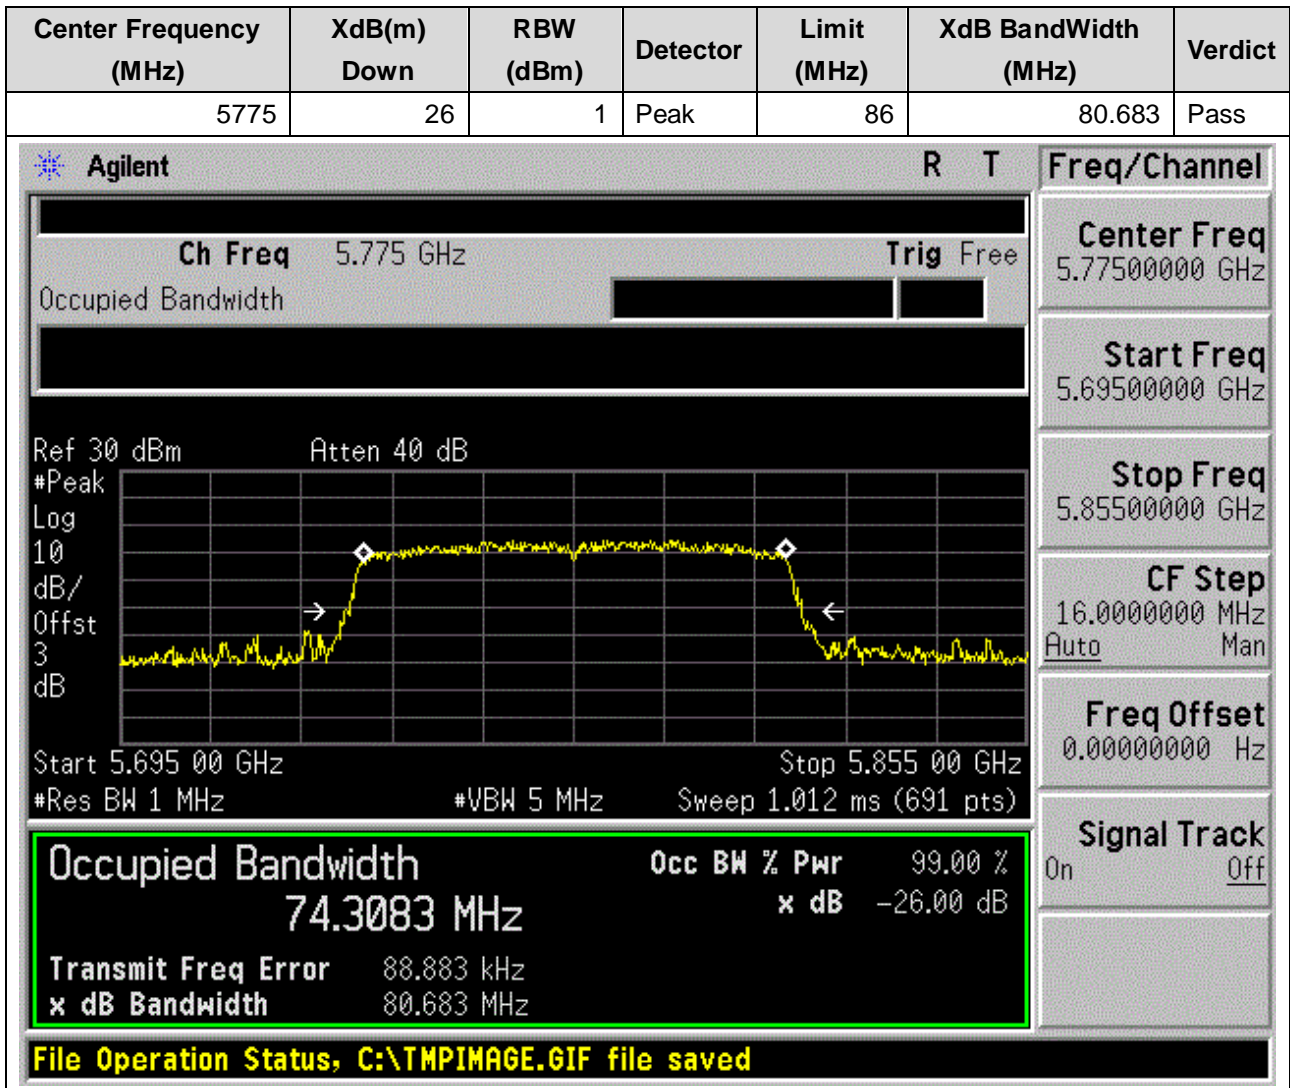 Center Frequency (MHz) XdB(m) Down RBW (dBm) Detector Limit (MHz) XdB BandWidth (MHz) Verdict
5775 26 1 Peak 86 80.683 Pass
Agilent R T
Ch Freq 5.775 GHz Trig Free
Occupied Bandwidth
Ref 30 dBm Atten 40 dB
#Peak
Log
10
dB/
Offst
3
dB
Start 5.695 00 GHz Stop 5.855 00 GHz
#Res BW 1 MHz #VBW 5 MHz Sweep 1.012 ms (691 pts)
Occupied Bandwidth
74.3083 MHz
Occ BW % Pwr 99.00 %
x dB -26.00 dB
Transmit Freq Error 88.883 kHz
x dB Bandwidth 80.683 MHz
File Operation Status, C:\TMPIMAGE.GIF file saved
Freq/Channel
Center Freq
5.77500000 GHz
Start Freq
5.69500000 GHz
Stop Freq
5.85500000 GHz
CF Step
16.0000000 MHz
Auto Man
Freq Offset
0.00000000 Hz
Signal Track
On Off